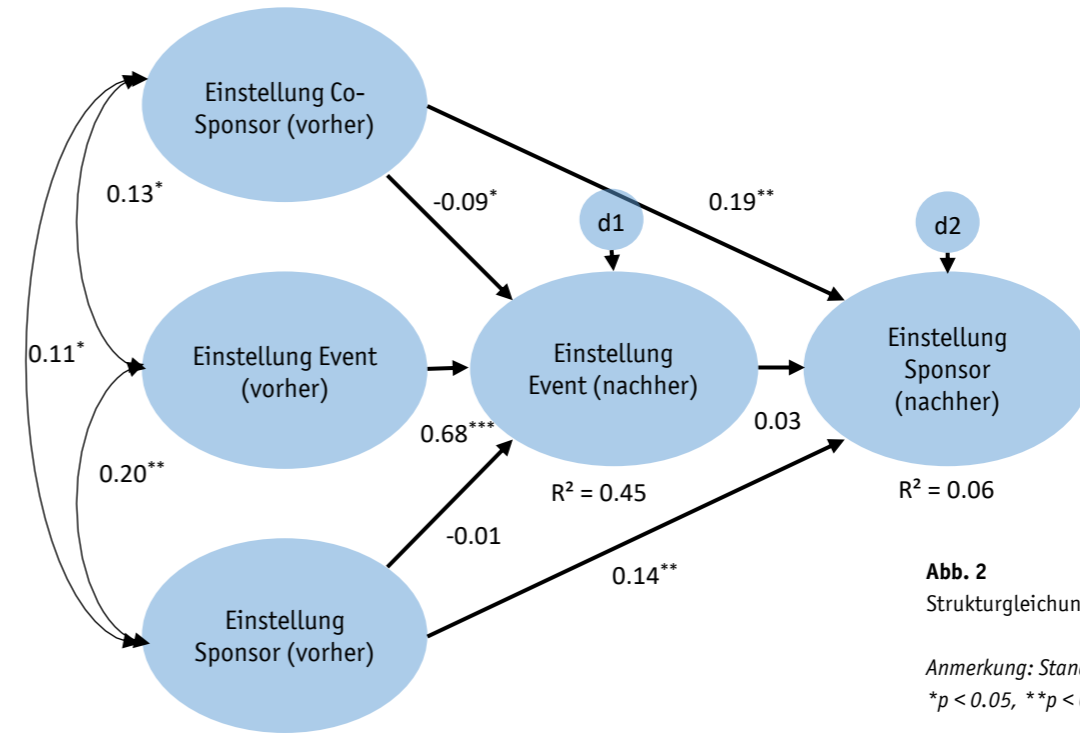 Einstellung Co-
Sponsor (vorher)
0.13*
-0.09*
0.19**
d1
d2
0.11*
Einstellung Event
(vorher)
Einstellung
Event (nachher)
Einstellung
Sponsor
(nachher)
0.68***
0.03
0.20**
R² = 0.45
R² = 0.06
-0.01
0.14**
Einstellung
Sponsor (vorher)
Abb. 2
Anmerkung:
*p < 0.05, **p <